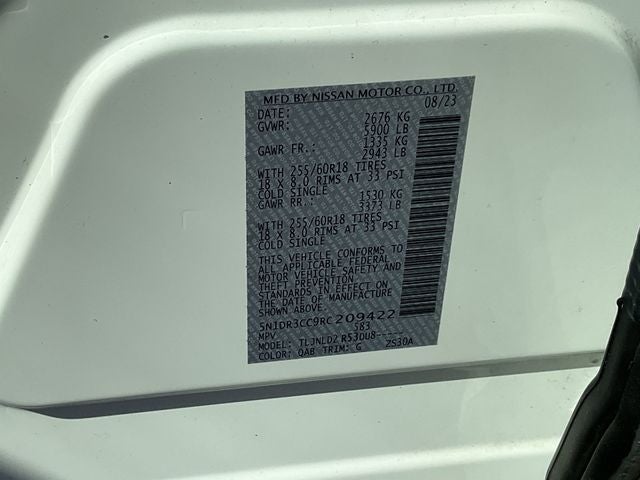 MFD BY NISSAN MOTOR CO., LTD.
DATE: 08/23
GVWR: 2676 KG
5900 LB
GAWR FR.: 1335 KG
2943 LB
WITH 255/60R18 TIRES
18 X 8.0 RIMS AT 33 PSI
COLD SINGLE
GAWR RR.: 1530 KG
3373 LB
WITH 255/60R18 TIRES
18 X 8.0 RIMS AT 33 PSI
COLD SINGLE
THIS VEHICLE CONFORMS TO
ALL APPLICABLE FEDERAL
MOTOR VEHICLE SAFETY AND
THEFT PREVENTION
STANDARDS IN EFFECT ON
THE DATE OF MANUFACTURE
SHOWN ABOVE.
5N1DR3CC9RC209422
MPV 583
MODEL: TLJNLDZ R53DU8-----
COLOR: QAB TRIM: G ZS30A